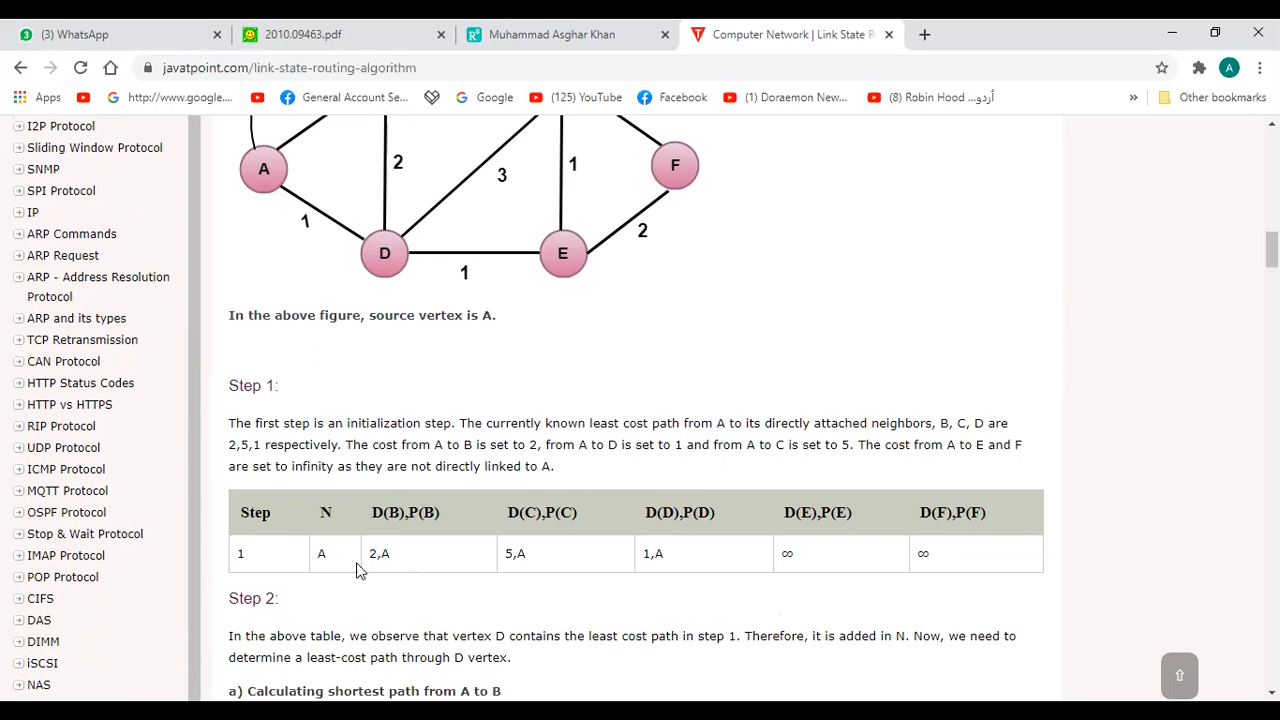 3 (3) WhatsApp 2010.09463.pdf R Muhammad Asghar Khan T Computer Network | Link State R
javatpoint.com/link-state-routing-algorithm A
Apps http://www.google.... General Account Se... Google (125) YouTube Facebook (1) Doraemon New... (8) Robin Hood ...أردو » Other bookmarks
I2P Protocol
Sliding Window Protocol
SNMP
SPI Protocol
IP
ARP Commands
ARP Request
ARP - Address Resolution
Protocol
ARP and its types
TCP Retransmission
CAN Protocol
HTTP Status Codes
HTTP vs HTTPS
RIP Protocol
UDP Protocol
ICMP Protocol
MQTT Protocol
OSPF Protocol
Stop & Wait Protocol
IMAP Protocol
POP Protocol
CIFS
DAS
DIMM
iSCSI
NAS
A 2 3 1 F
1 2
D E
1
In the above figure, source vertex is A.
Step 1:
The first step is an initialization step. The currently known least cost path from A to its directly attached neighbors, B, C, D are
2,5,1 respectively. The cost from A to B is set to 2, from A to D is set to 1 and from A to C is set to 5. The cost from A to E and F
are set to infinity as they are not directly linked to A.
Step N D(B),P(B) D(C),P(C) D(D),P(D) D(E),P(E) D(F),P(F)
1 A 2,A 5,A 1,A ∞ ∞
Step 2:
In the above table, we observe that vertex D contains the least cost path in step 1. Therefore, it is added in N. Now, we need to
determine a least-cost path through D vertex.
a) Calculating shortest path from A to B